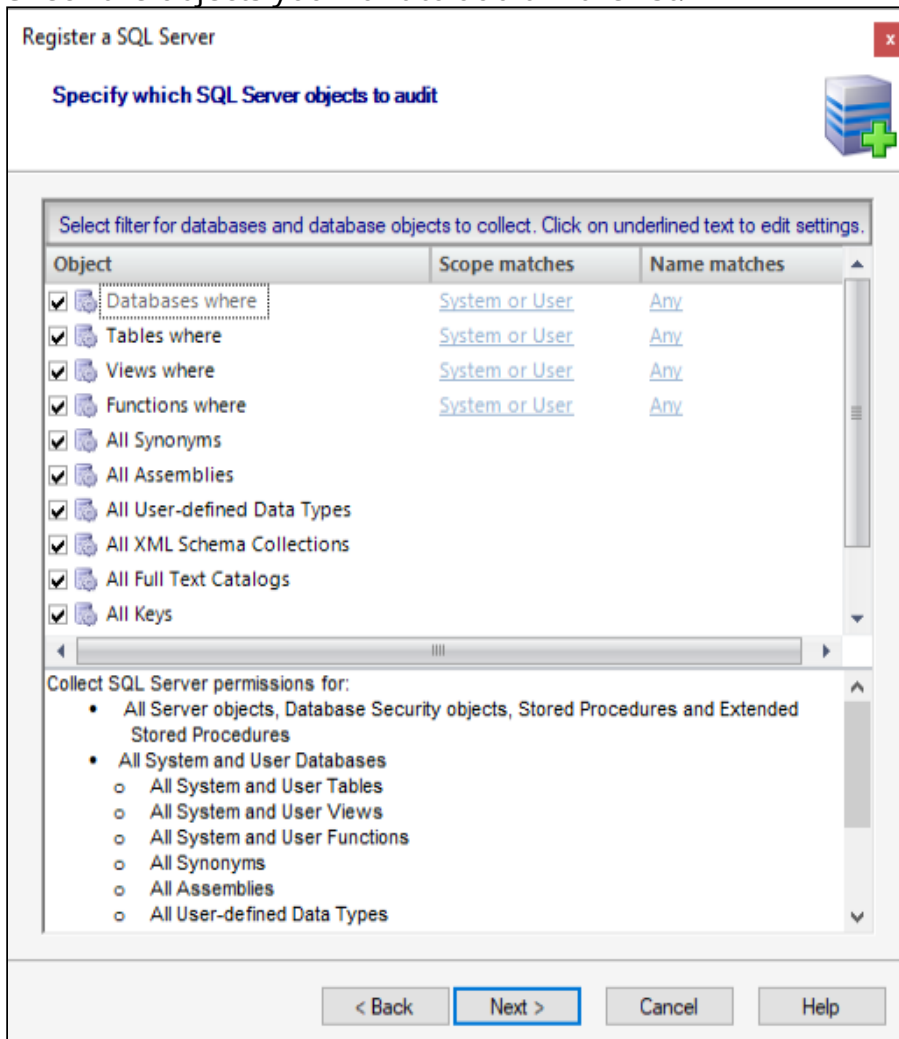 Register a SQL Server
x
Specify which SQL Server objects to audit
Select filter for databases and database objects to collect. Click on underlined text to edit settings.
Object Scope matches Name matches
Databases where System or User Any
Tables where System or User Any
Views where System or User Any
Functions where System or User Any
All Synonyms
All Assemblies
All User-defined Data Types
All XML Schema Collections
All Full Text Catalogs
All Keys
Collect SQL Server permissions for:
• All Server objects, Database Security objects, Stored Procedures and Extended
Stored Procedures
• All System and User Databases
o All System and User Tables
o All System and User Views
o All System and User Functions
o All Synonyms
o All Assemblies
o All User-defined Data Types
< Back Next > Cancel Help